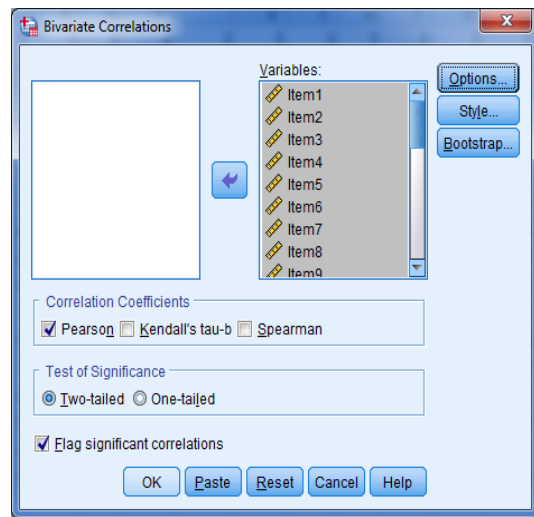 Bivariate Correlations
Variables:
Item1
Item2
Item3
Item4
Item5
Item6
Item7
Item8
Item9
Options...
Style...
Bootstrap...
Correlation Coefficients
Pearson Kendall's tau-b Spearman
Test of Significance
Two-tailed One-tailed
Flag significant correlations
OK Paste Reset Cancel Help